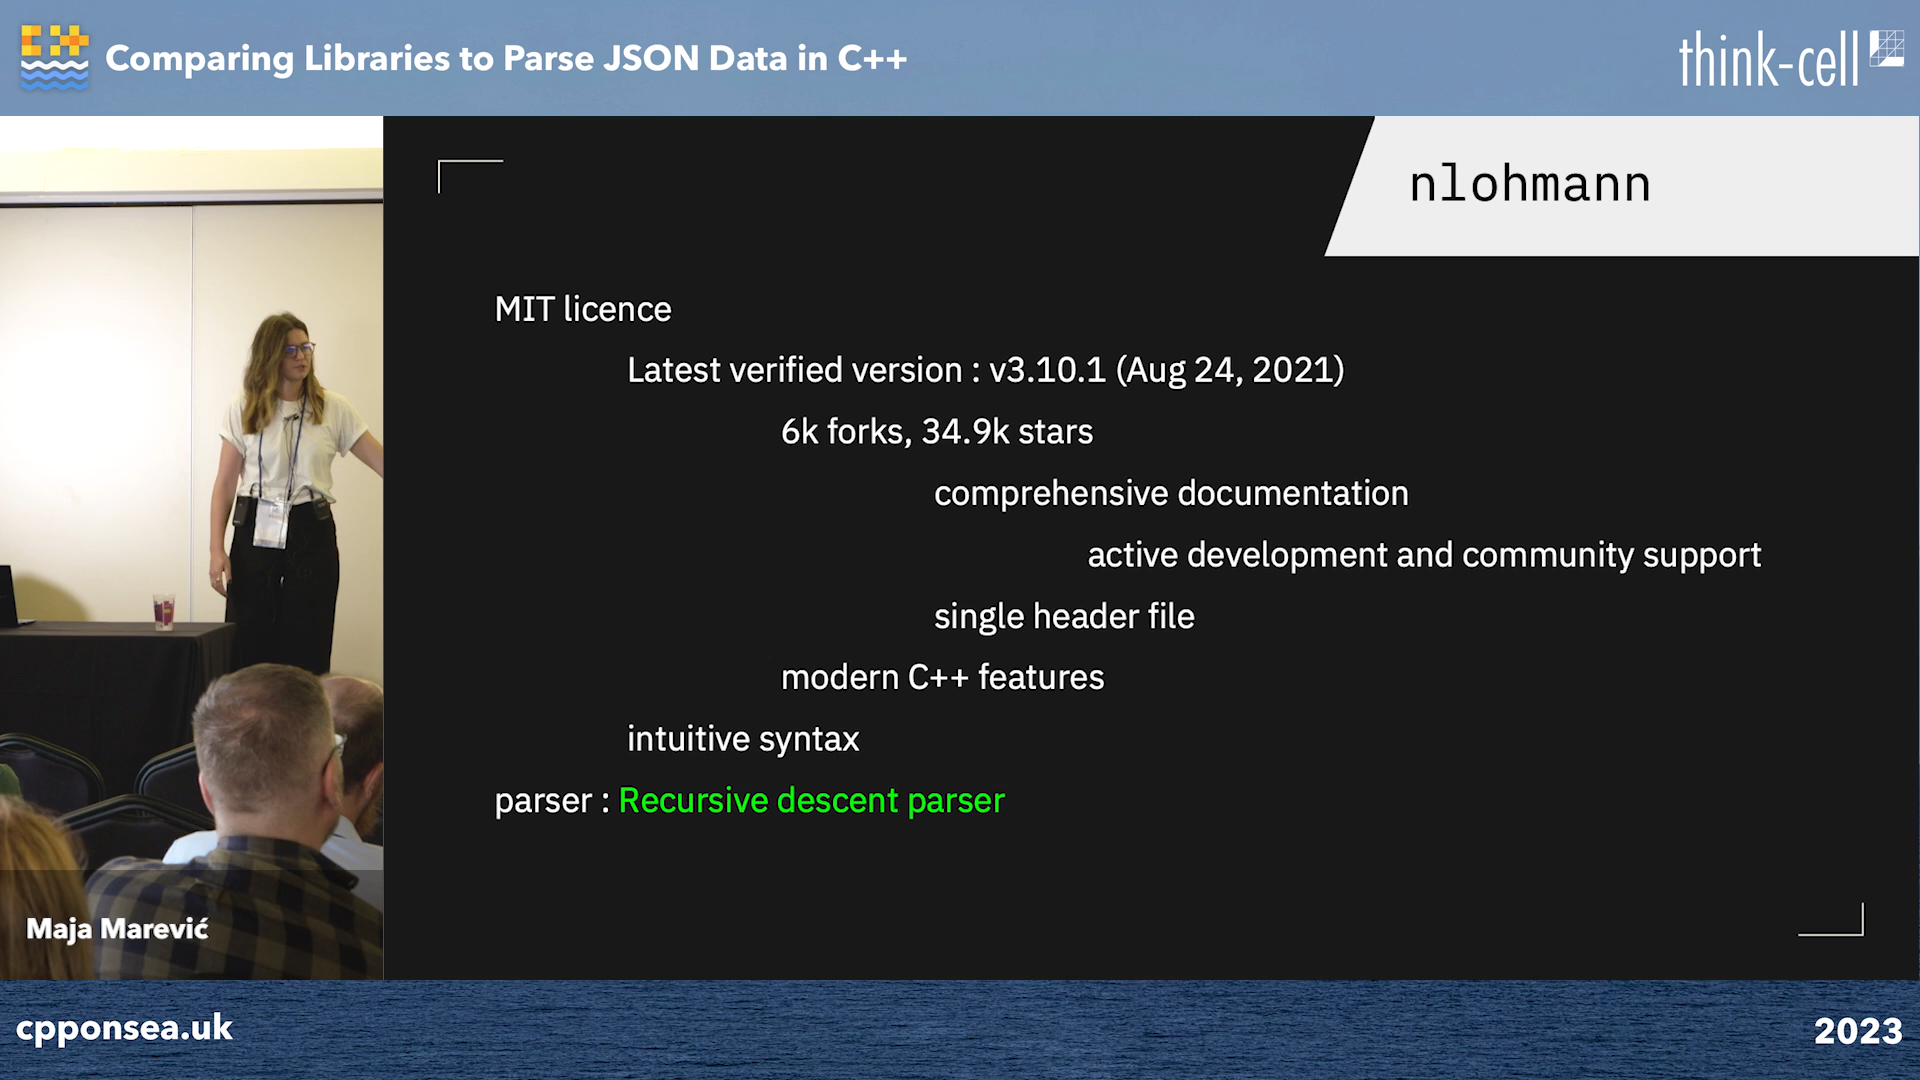 Comparing Libraries to Parse JSON Data in C++
think-cell
nlohmann
MIT licence
Latest verified version : v3.10.1 (Aug 24, 2021)
6k forks, 34.9k stars
comprehensive documentation
active development and community support
single header file
modern C++ features
intuitive syntax
parser : Recursive descent parser
Maja Marević
cpponsea.uk
2023